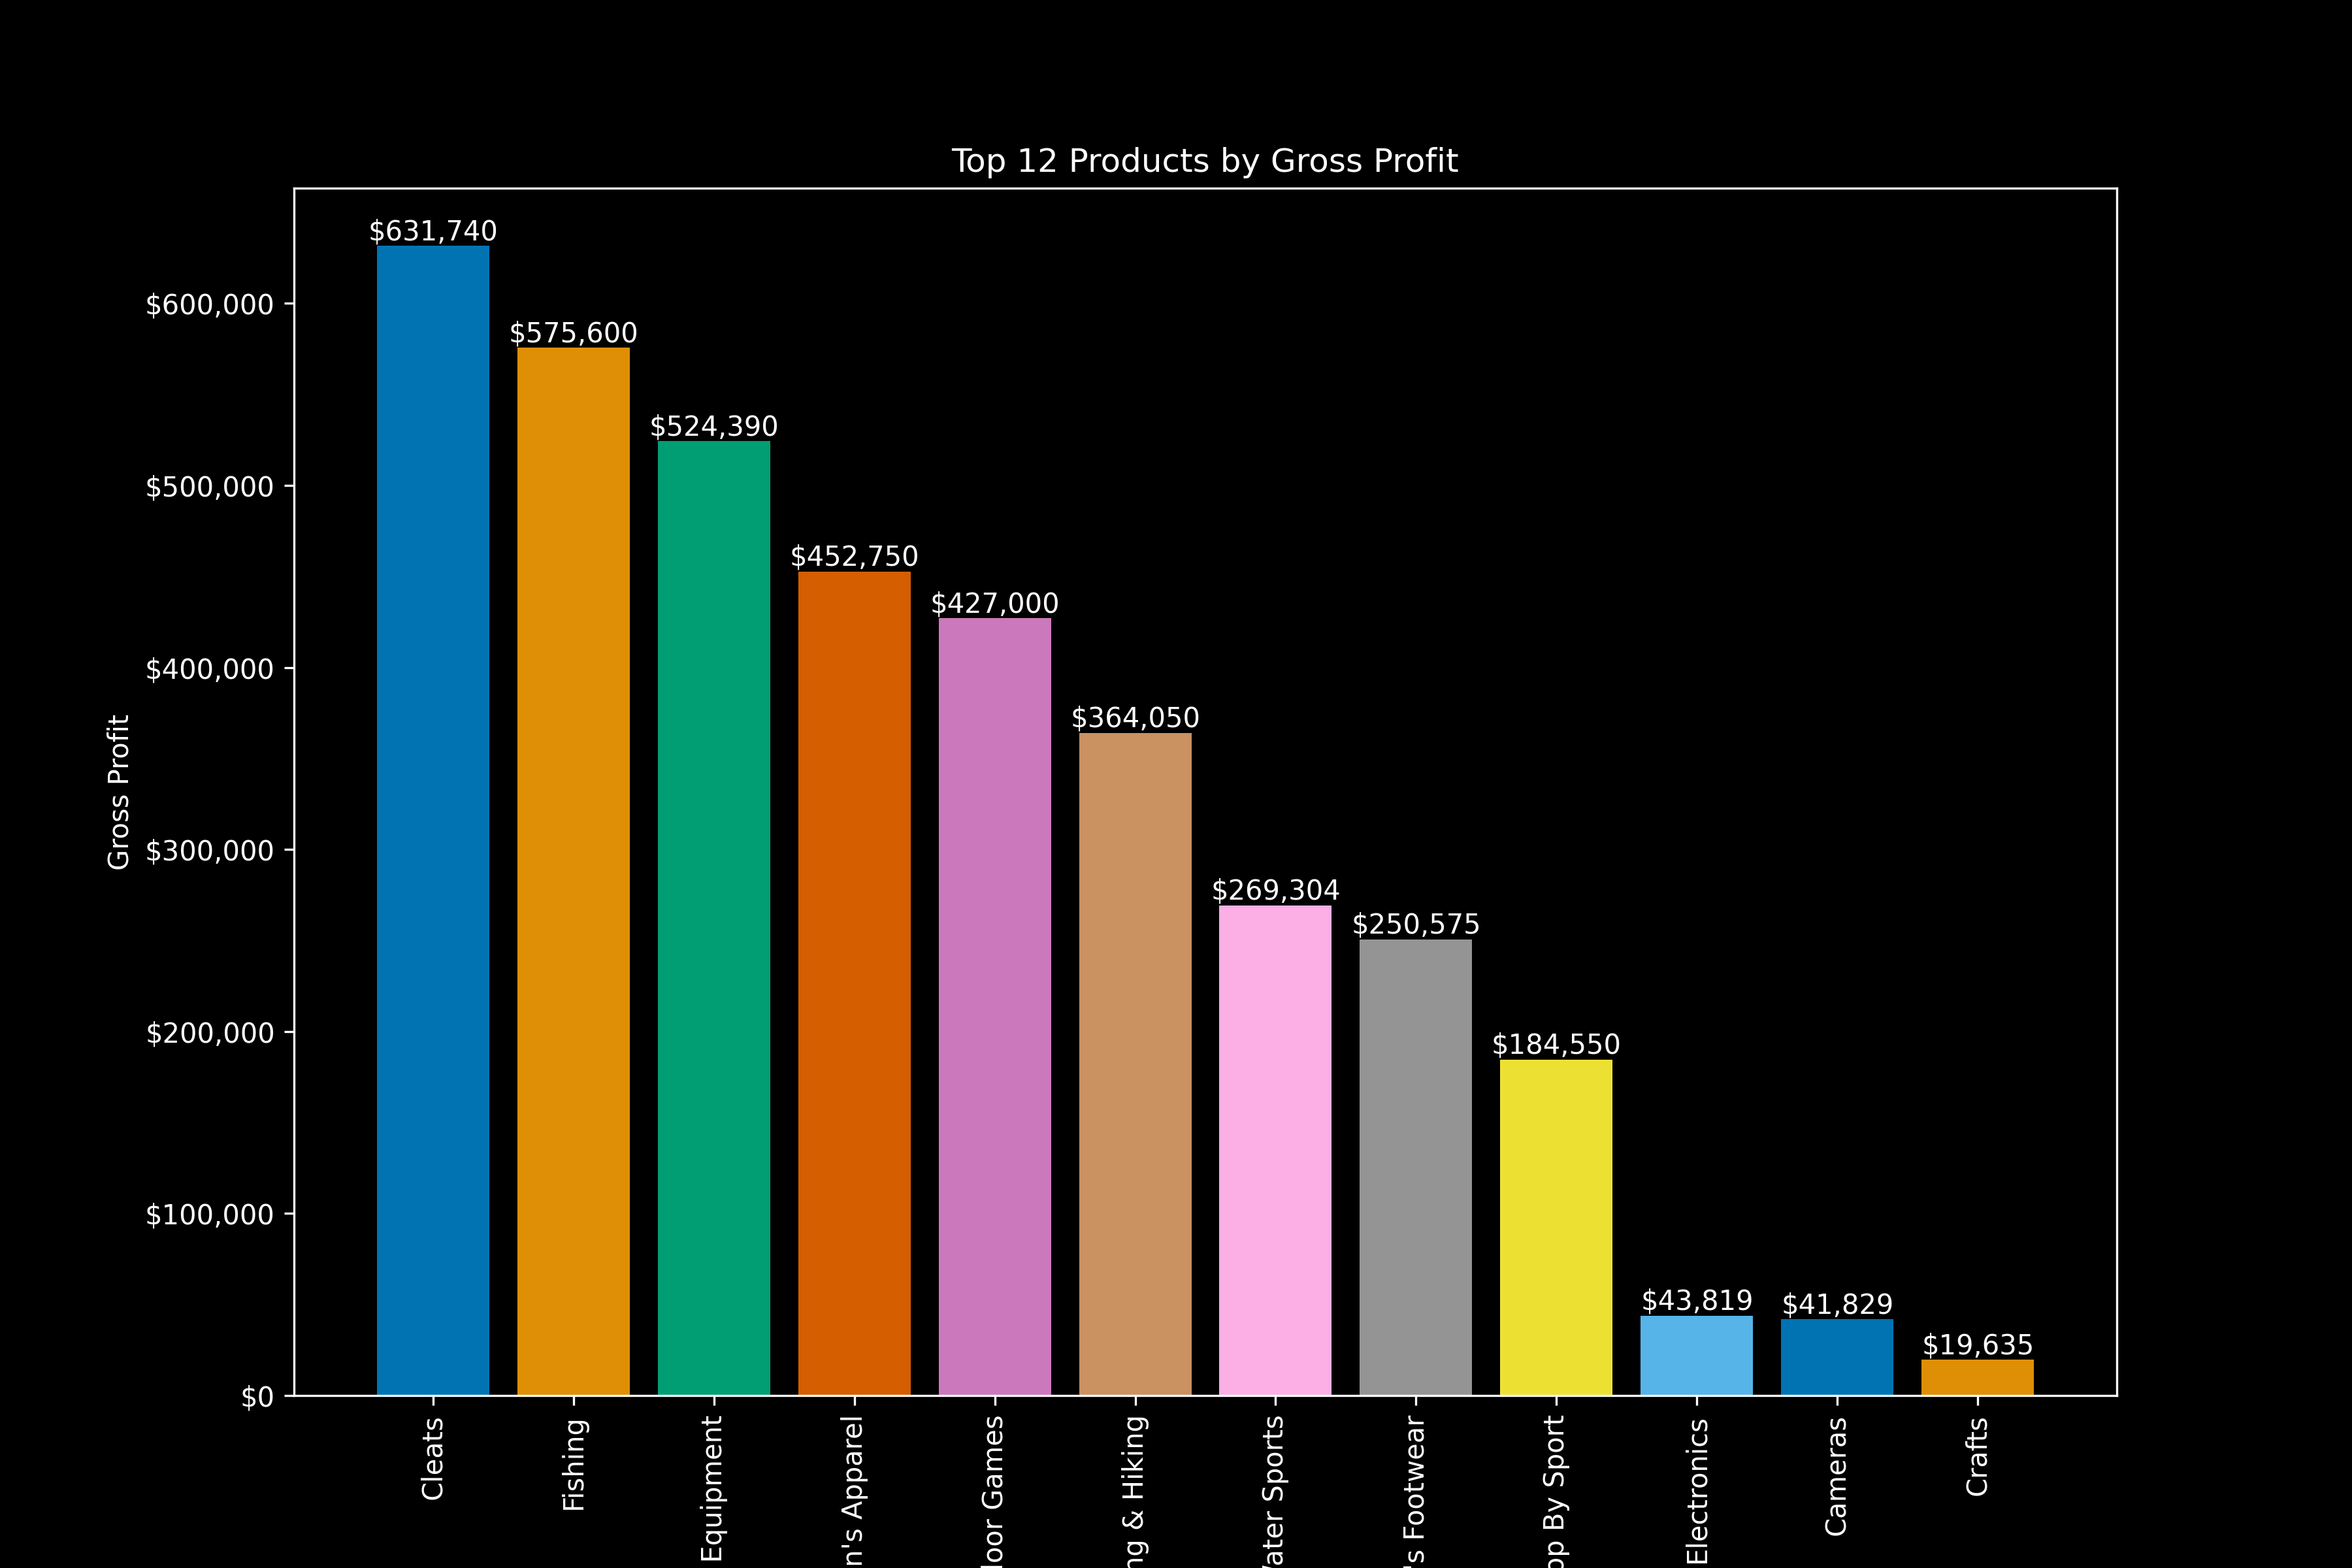 Top 12 Products by Gross Profit
$631,740
$575,600
$524,390
$452,750
$427,000
$364,050
$269,304
$250,575
$184,550
$43,819
$41,829
$19,635
Gross Profit
$600,000
$500,000
$400,000
$300,000
$200,000
$100,000
$0
Cleats
Fishing
Equipment
n's Apparel
door Games
ng & Hiking
Water Sports
's Footwear
op By Sport
Electronics
Cameras
Crafts